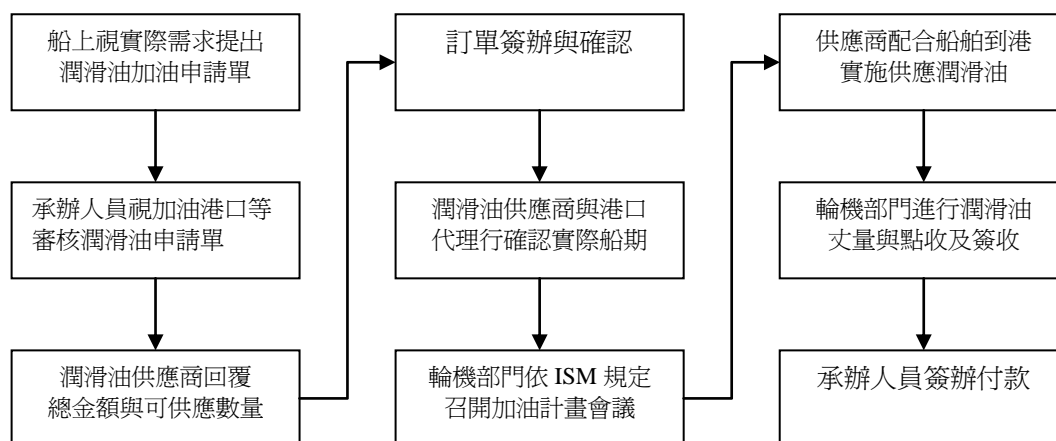 船上視實際需求提出
潤滑油加油申請單
承辦人員視加油港口等
審核潤滑油申請單
潤滑油供應商回覆
總金額與可供應數量
訂單簽辦與確認
潤滑油供應商與港口
代理行確認實際船期
輪機部門依 ISM 規定
召開加油計畫會議
供應商配合船舶到港
實施供應潤滑油
輪機部門進行潤滑油
丈量與點收及簽收
承辦人員簽辦付款